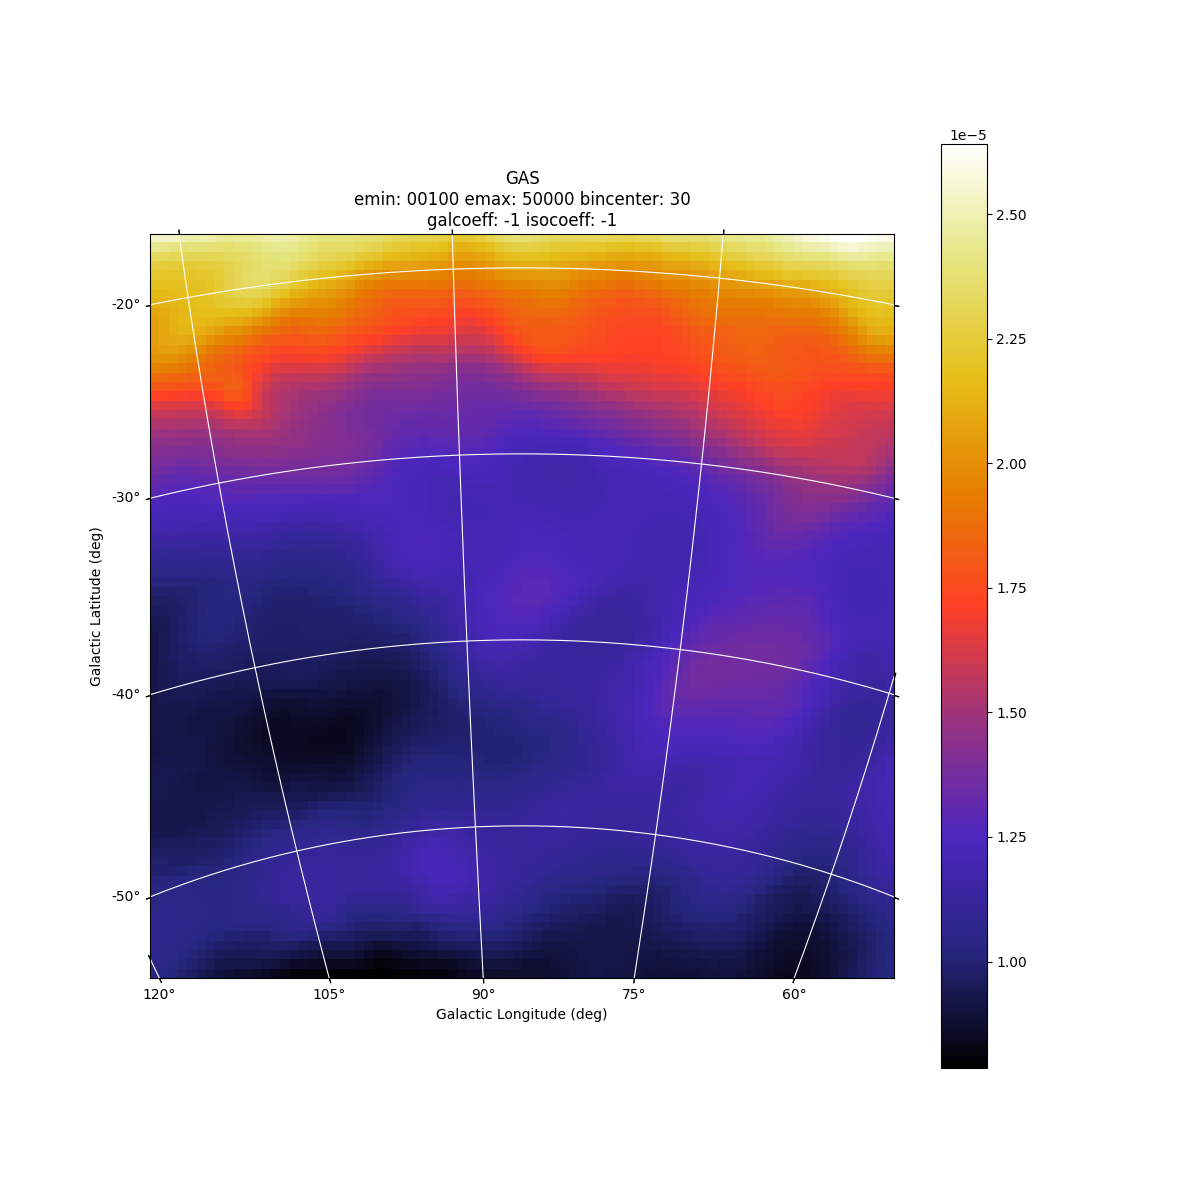 GAS
emin: 00100 emax: 50000 bincenter: 30
galcoeff: -1 isocoeff: -1
1e−5
2.50
2.25
2.00
1.75
1.50
1.25
1.00
-20°
-30°
-40°
-50°
Galactic Latitude (deg)
120°
105°
90°
75°
60°
Galactic Longitude (deg)